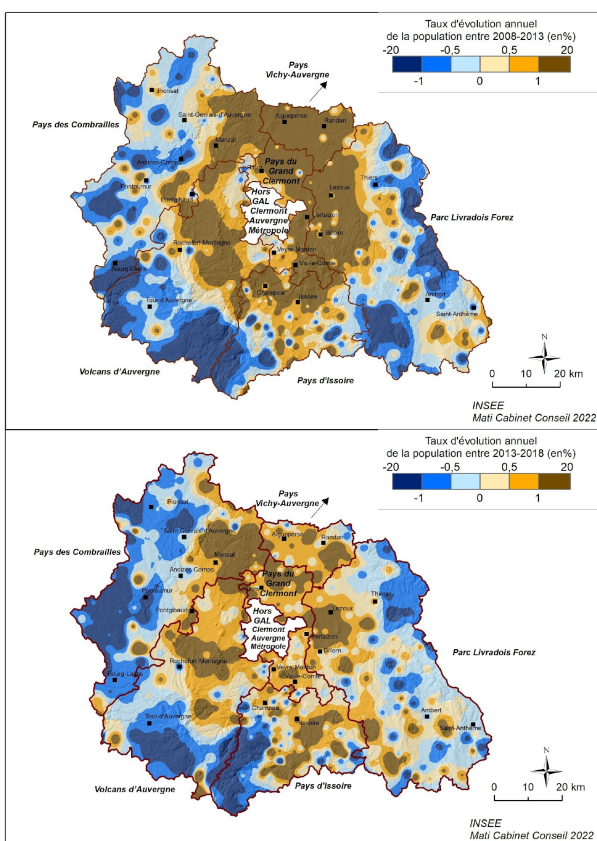 Taux d'évolution annuel
de la population entre 2008-2013 (en%)
-20 -0,5 0,5 20
-1 0 1
Pays
Vichy-Auvergne
Pionsat
Saint-Gervais-d'Auvergne
Aigueperse
Randan
Pays des Combrailles
Manzat
Ancizes-Comps
Pays du
Grand
Clermont
Thiers
Pontaumur
Pontgibaud
Lezoux
Hors
GAL
Clermont
Auvergne
Métropole
Vertaizon
Parc Livradois Forez
Billom
Rochefort-Montagne
Veyre-Monton
Vic-le-Comte
Bourg-Lastic
Champeix
Issoire
Tour-d'Auvergne
Ambert
Saint-Anthème
Volcans d'Auvergne
Pays d'Issoire
N
0 10 20 km
INSEE
Mati Cabinet Conseil 2022
Taux d'évolution annuel
de la population entre 2013-2018 (en%)
-20 -0,5 0,5 20
-1 0 1
Pays
Vichy-Auvergne
Pionsat
Saint-Gervais-d'Auvergne
Aigueperse
Randan
Pays des Combrailles
Manzat
Ancizes-Comps
Pays du
Grand
Clermont
Thiers
Pontaumur
Pontgibaud
Lezoux
Hors
GAL
Clermont
Auvergne
Métropole
Vertaizon
Billom
Parc Livradois Forez
Rochefort-Montagne
Veyre-Monton
Vic-le-Comte
Bourg-Lastic
Champeix
Issoire
Tour-d'Auvergne
Ambert
Saint-Anthème
Volcans d'Auvergne
Pays d'Issoire
N
0 10 20 km
INSEE
Mati Cabinet Conseil 2022